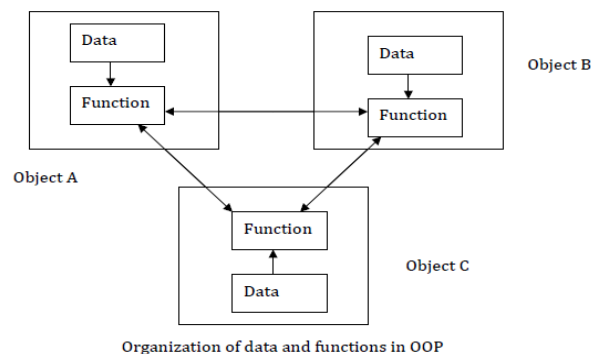 Data
Function
Object A
Data
Function
Object B
Function
Data
Object C
Organization of data and functions in OOP